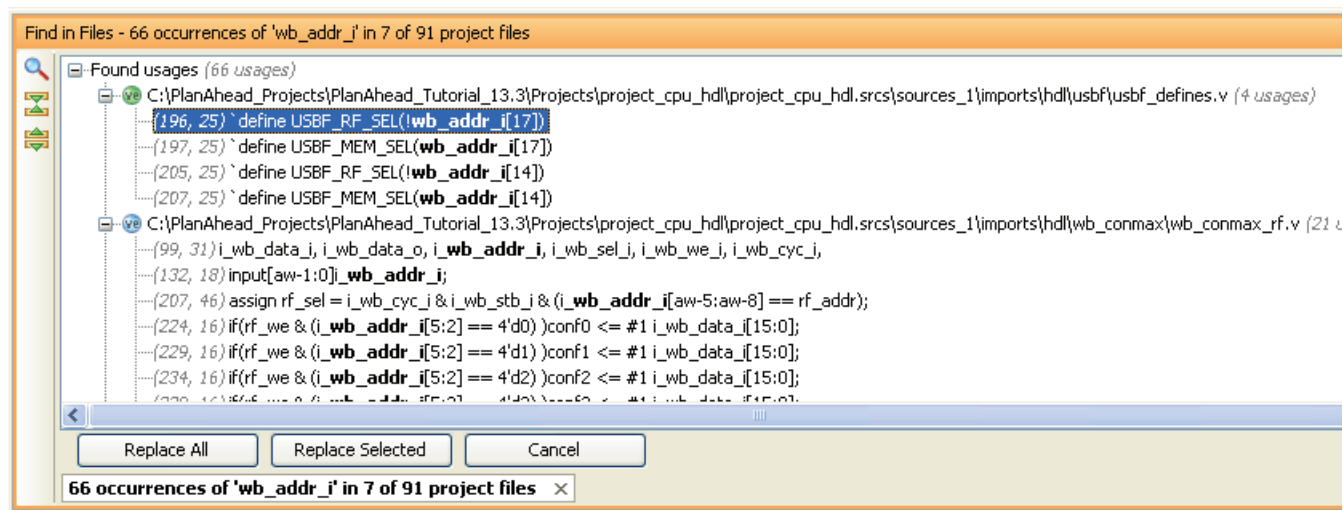 Find in Files - 66 occurrences of 'wb_addr_i' in 7 of 91 project files
Found usages (66 usages)
C:\PlanAhead_Projects\PlanAhead_Tutorial_13.3\Projects\project_cpu_hdl\project_cpu_hdl.srcs\sources_1\imports\hdl\usbf\usbf_defines.v (4 usages)
(196, 25) `define USBF_RF_SEL(!wb_addr_i[17])
(197, 25) `define USBF_MEM_SEL(wb_addr_i[17])
(205, 25) `define USBF_RF_SEL(!wb_addr_i[14])
(207, 25) `define USBF_MEM_SEL(wb_addr_i[14])
C:\PlanAhead_Projects\PlanAhead_Tutorial_13.3\Projects\project_cpu_hdl\project_cpu_hdl.srcs\sources_1\imports\hdl\wb_conmax\wb_conmax_rf.v (21
(99, 31) i_wb_data_i, i_wb_data_o, i_wb_addr_i, i_wb_sel_i, i_wb_we_i, i_wb_cyc_i,
(132, 18) input[aw-1:0]i_wb_addr_i;
(207, 46) assign rf_sel = i_wb_cyc_i & i_wb_stb_i & (i_wb_addr_i[aw-5:aw-8] == rf_addr);
(224, 16) if(rf_we & (i_wb_addr_i[5:2] == 4'd0) )conf0 <= #1 i_wb_data_i[15:0];
(229, 16) if(rf_we & (i_wb_addr_i[5:2] == 4'd1) )conf1 <= #1 i_wb_data_i[15:0];
(234, 16) if(rf_we & (i_wb_addr_i[5:2] == 4'd2) )conf2 <= #1 i_wb_data_i[15:0];
Replace All Replace Selected Cancel
66 occurrences of 'wb_addr_i' in 7 of 91 project files